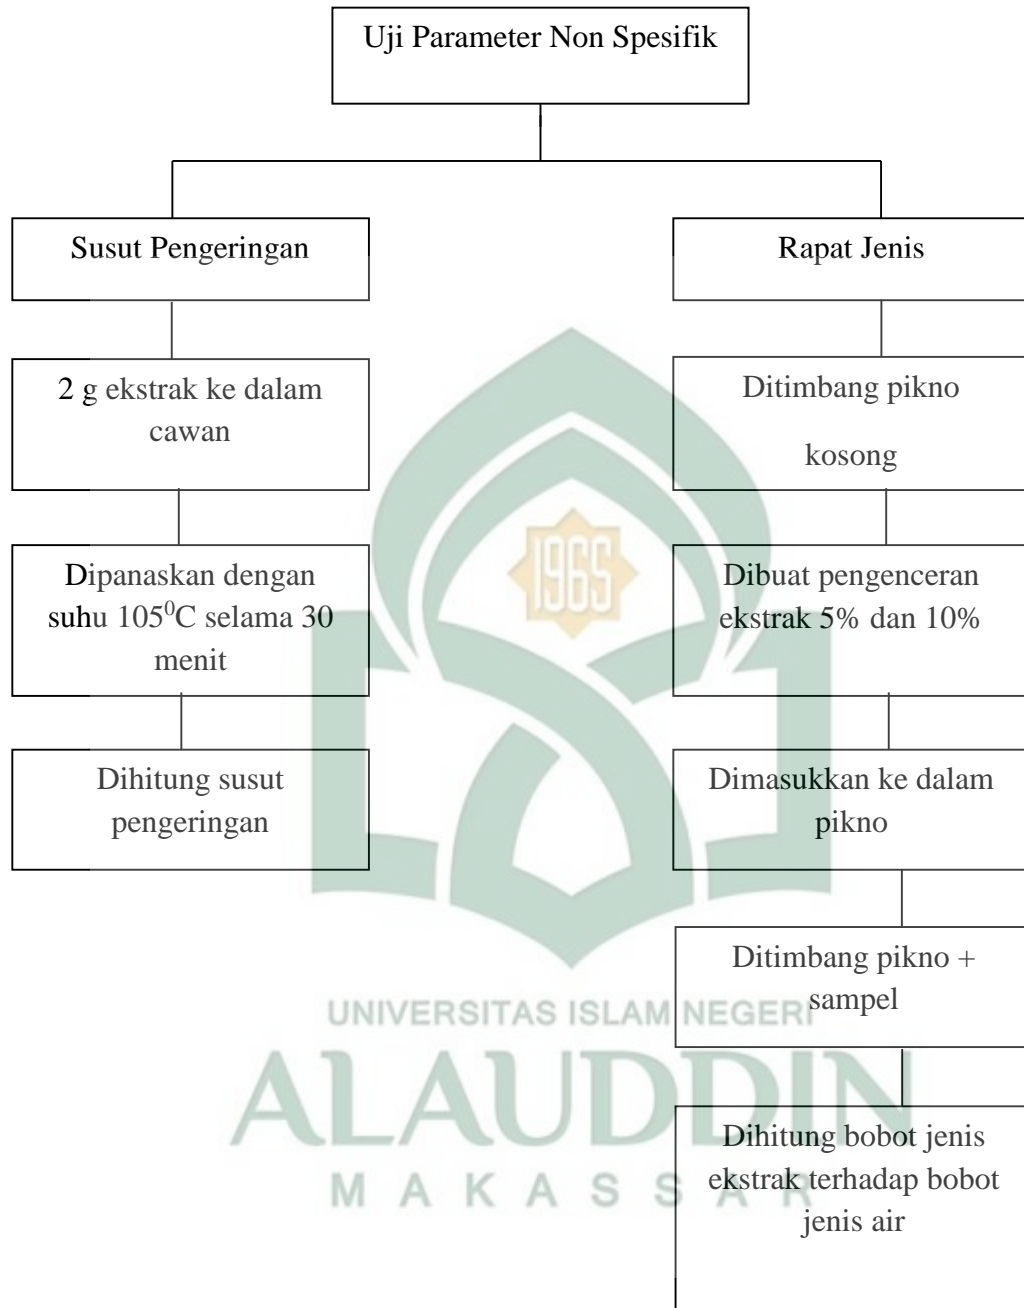 Uji Parameter Non Spesifik
Susut Pengeringan
2 g ekstrak ke dalam
cawan
Dipanaskan dengan
suhu 105⁰C selama 30
menit
Dihitung susut
pengeringan
Rapat Jenis
Ditimbang pikno
kosong
Dibuat pengenceran
ekstrak 5% dan 10%
Dimasukkan ke dalam
pikno
Ditimbang pikno +
sampel
Dihitung bobot jenis
ekstrak terhadap bobot
jenis air
1965
UNIVERSITAS ISLAM NEGERI
ALAUDDIN
MAKASSAR